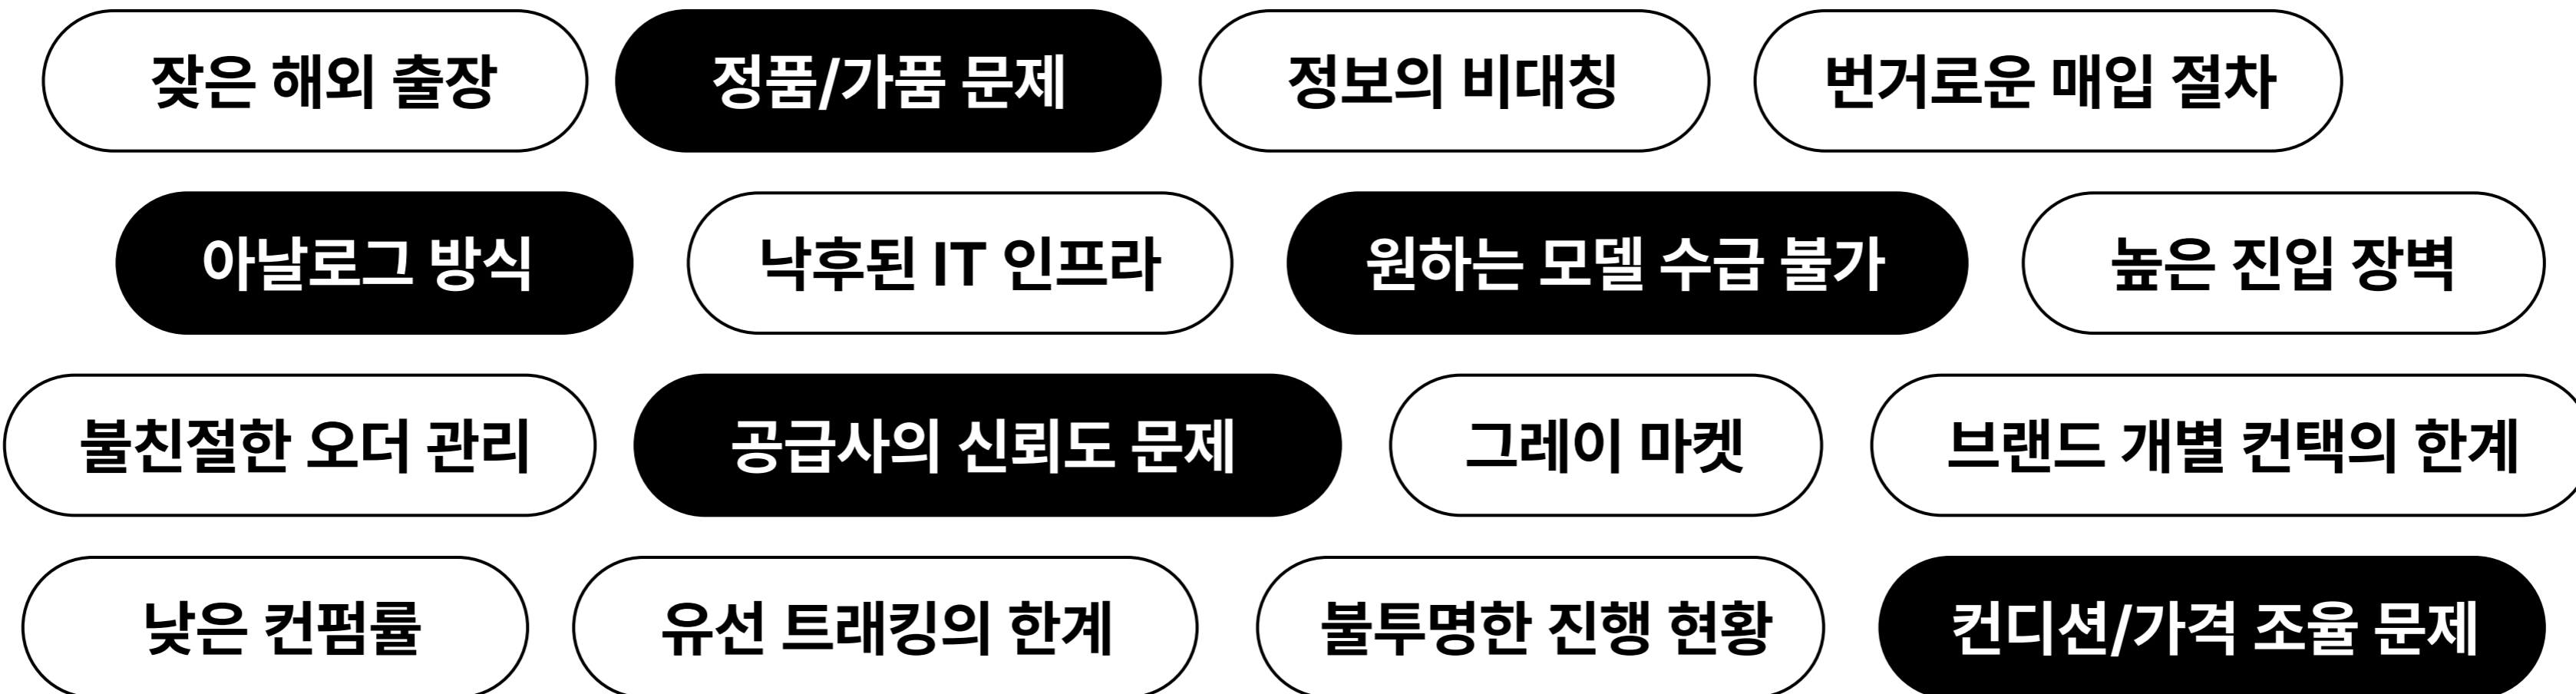 잦은 해외 출장 정품/가품 문제 정보의 비대칭 번거로운 매입 절차
아날로그 방식 낙후된 IT 인프라 원하는 모델 수급 불가 높은 진입 장벽
불친절한 오더 관리 공급사의 신뢰도 문제 그레이 마켓 브랜드 개별 컨택의 한계
낮은 컨펌률 유선 트래킹의 한계 불투명한 진행 현황 컨디션/가격 조율 문제